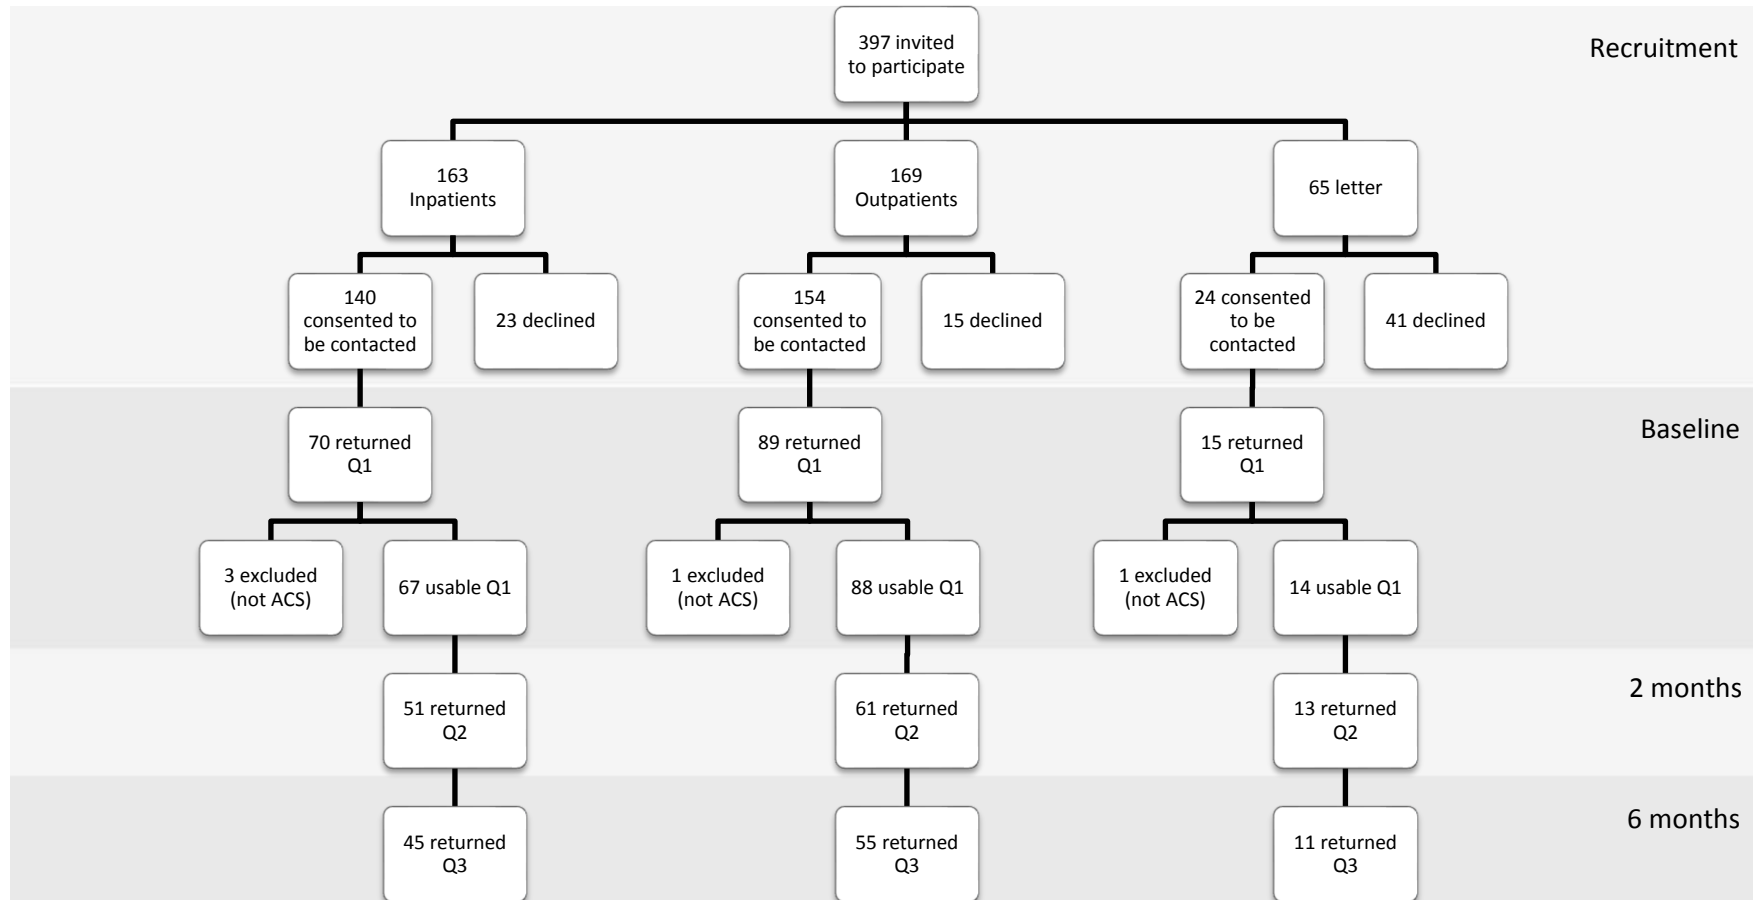 397 invited
to participate
Recruitment
163
Inpatients
169
Outpatients
65 letter
140
consented to
be contacted
23 declined
154
consented to
be contacted
15 declined
24 consented
to be
contacted
41 declined
Baseline
70 returned
Q1
89 returned
Q1
15 returned
Q1
3 excluded
(not ACS)
67 usable Q1
1 excluded
(not ACS)
88 usable Q1
1 excluded
(not ACS)
14 usable Q1
2 months
51 returned
Q2
61 returned
Q2
13 returned
Q2
6 months
45 returned
Q3
55 returned
Q3
11 returned
Q3